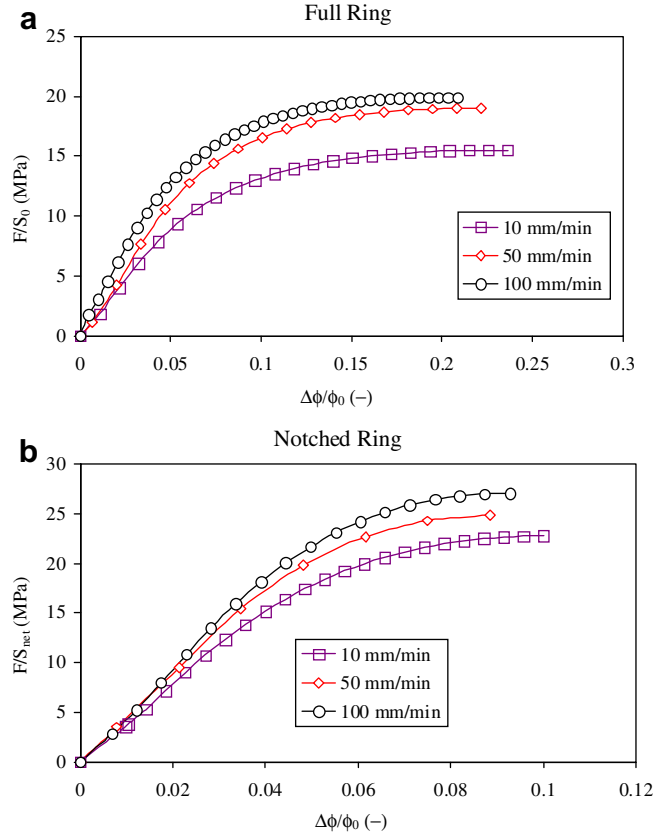 a
Full Ring
25
20
15
10
5
0
F/S0 (MPa)
10 mm/min
50 mm/min
100 mm/min
0
0.05
0.1
0.15
0.2
0.25
0.3
Δϕ/ϕ0 (–)
b
Notched Ring
30
25
20
15
10
5
0
F/Snet (MPa)
10 mm/min
50 mm/min
100 mm/min
0
0.02
0.04
0.06
0.08
0.1
0.12
Δϕ/ϕ0 (–)